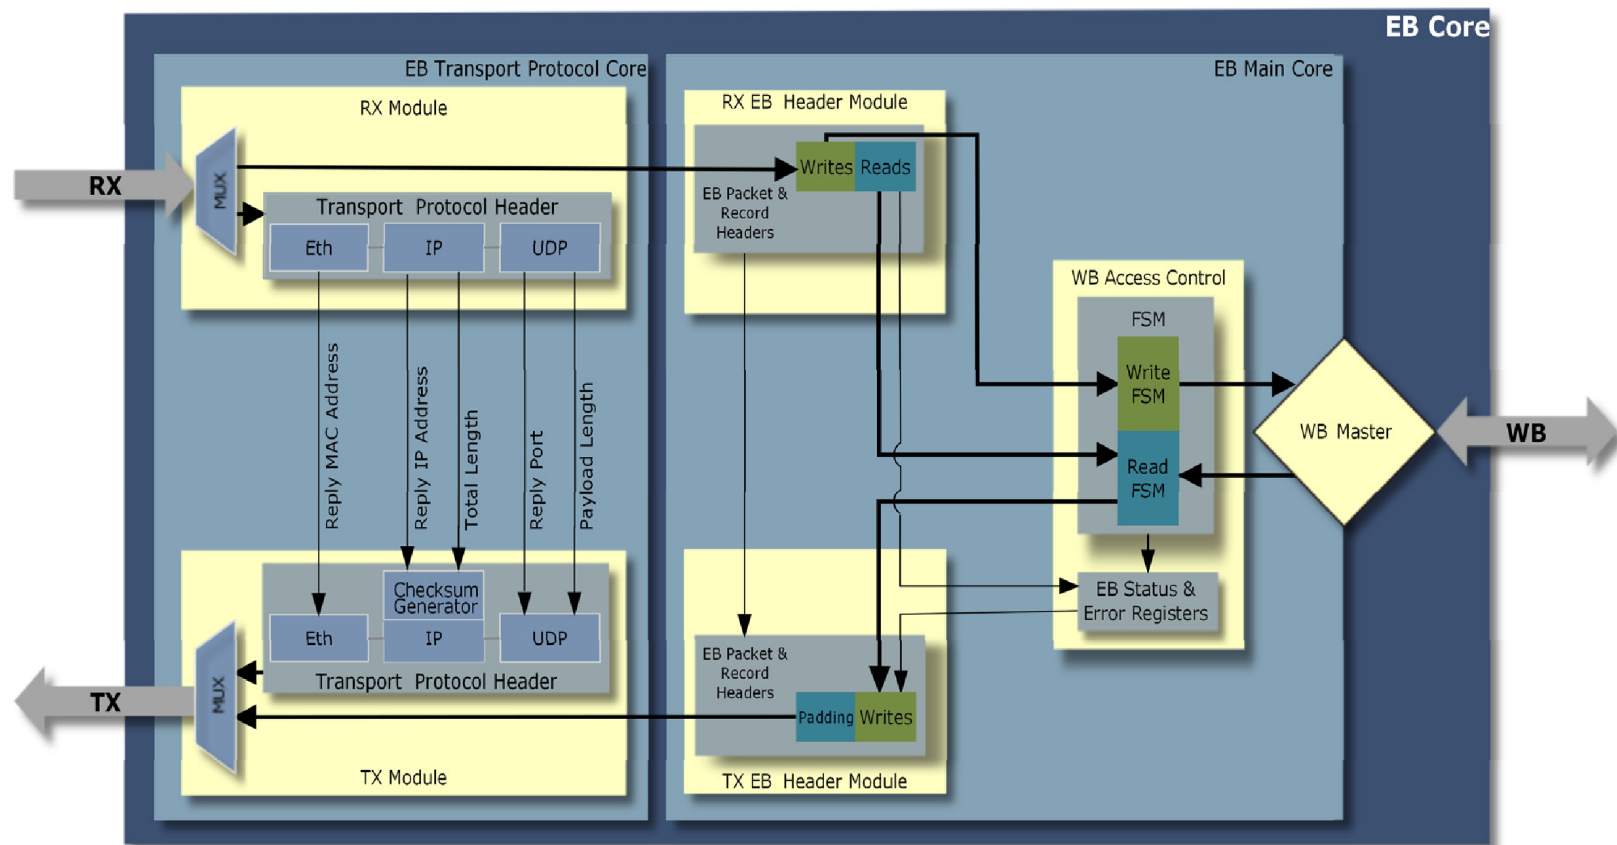 EB Core
EB Transport Protocol Core
EB Main Core
RX Module
RX EB Header Module
RX
MUX
Writes
Reads
EB Packet &
Record
Headers
Transport Protocol Header
Eth
IP
UDP
WB Access Control
FSM
Write
FSM
Read
FSM
WB Master
WB
Reply MAC Address
Reply IP Address
Total Length
Reply Port
Payload Length
EB Status &
Error Registers
Checksum
Generator
Eth
IP
UDP
Transport Protocol Header
EB Packet &
Record
Headers
Padding
Writes
MUX
TX
TX Module
TX EB Header Module